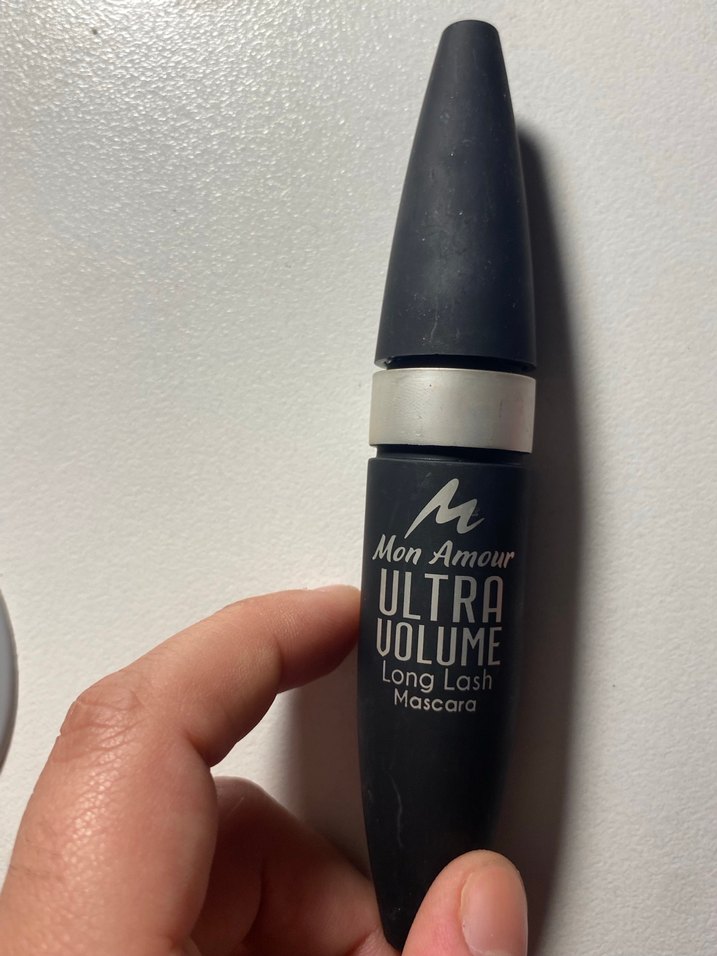 M
Mon Amour
ULTRA
VOLUME
Long Lash
Mascara